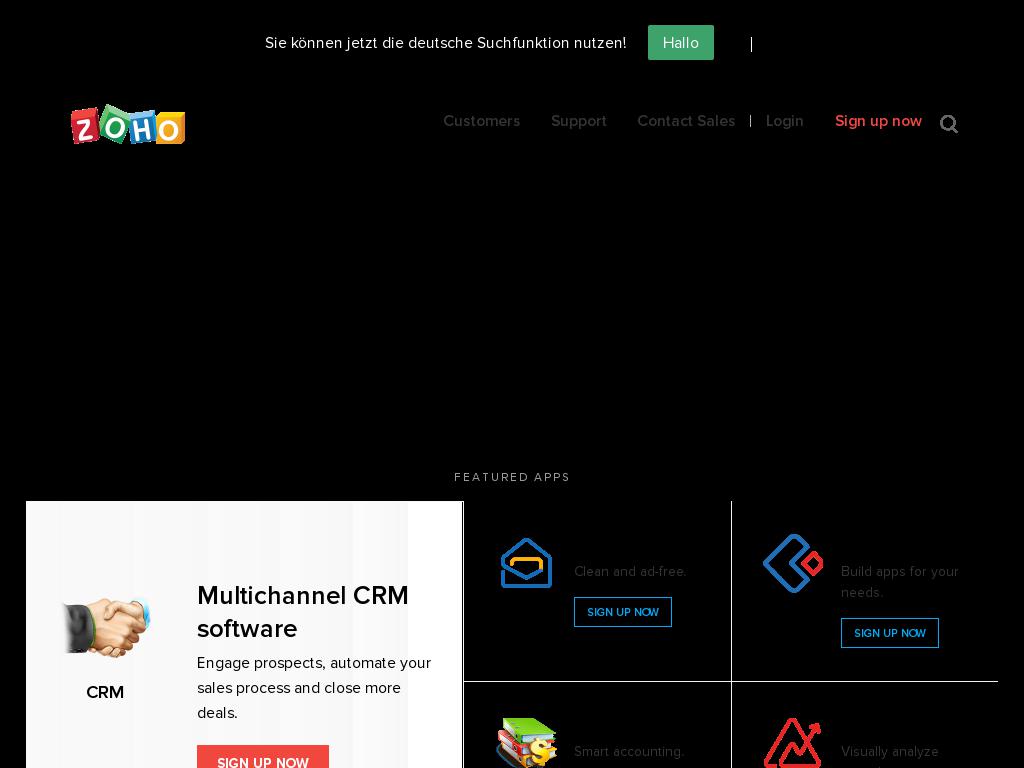 Sie können jetzt die deutsche Suchfunktion nutzen!
Hallo
ZOHO
Customers
Support
Contact Sales
Login
Sign up now
FEATURED APPS
CRM
Multichannel CRM
software
Engage prospects, automate your
sales process and close more
deals.
SIGN UP NOW
Clean and ad-free.
SIGN UP NOW
Build apps for your
needs.
SIGN UP NOW
Smart accounting.
Visually analyze